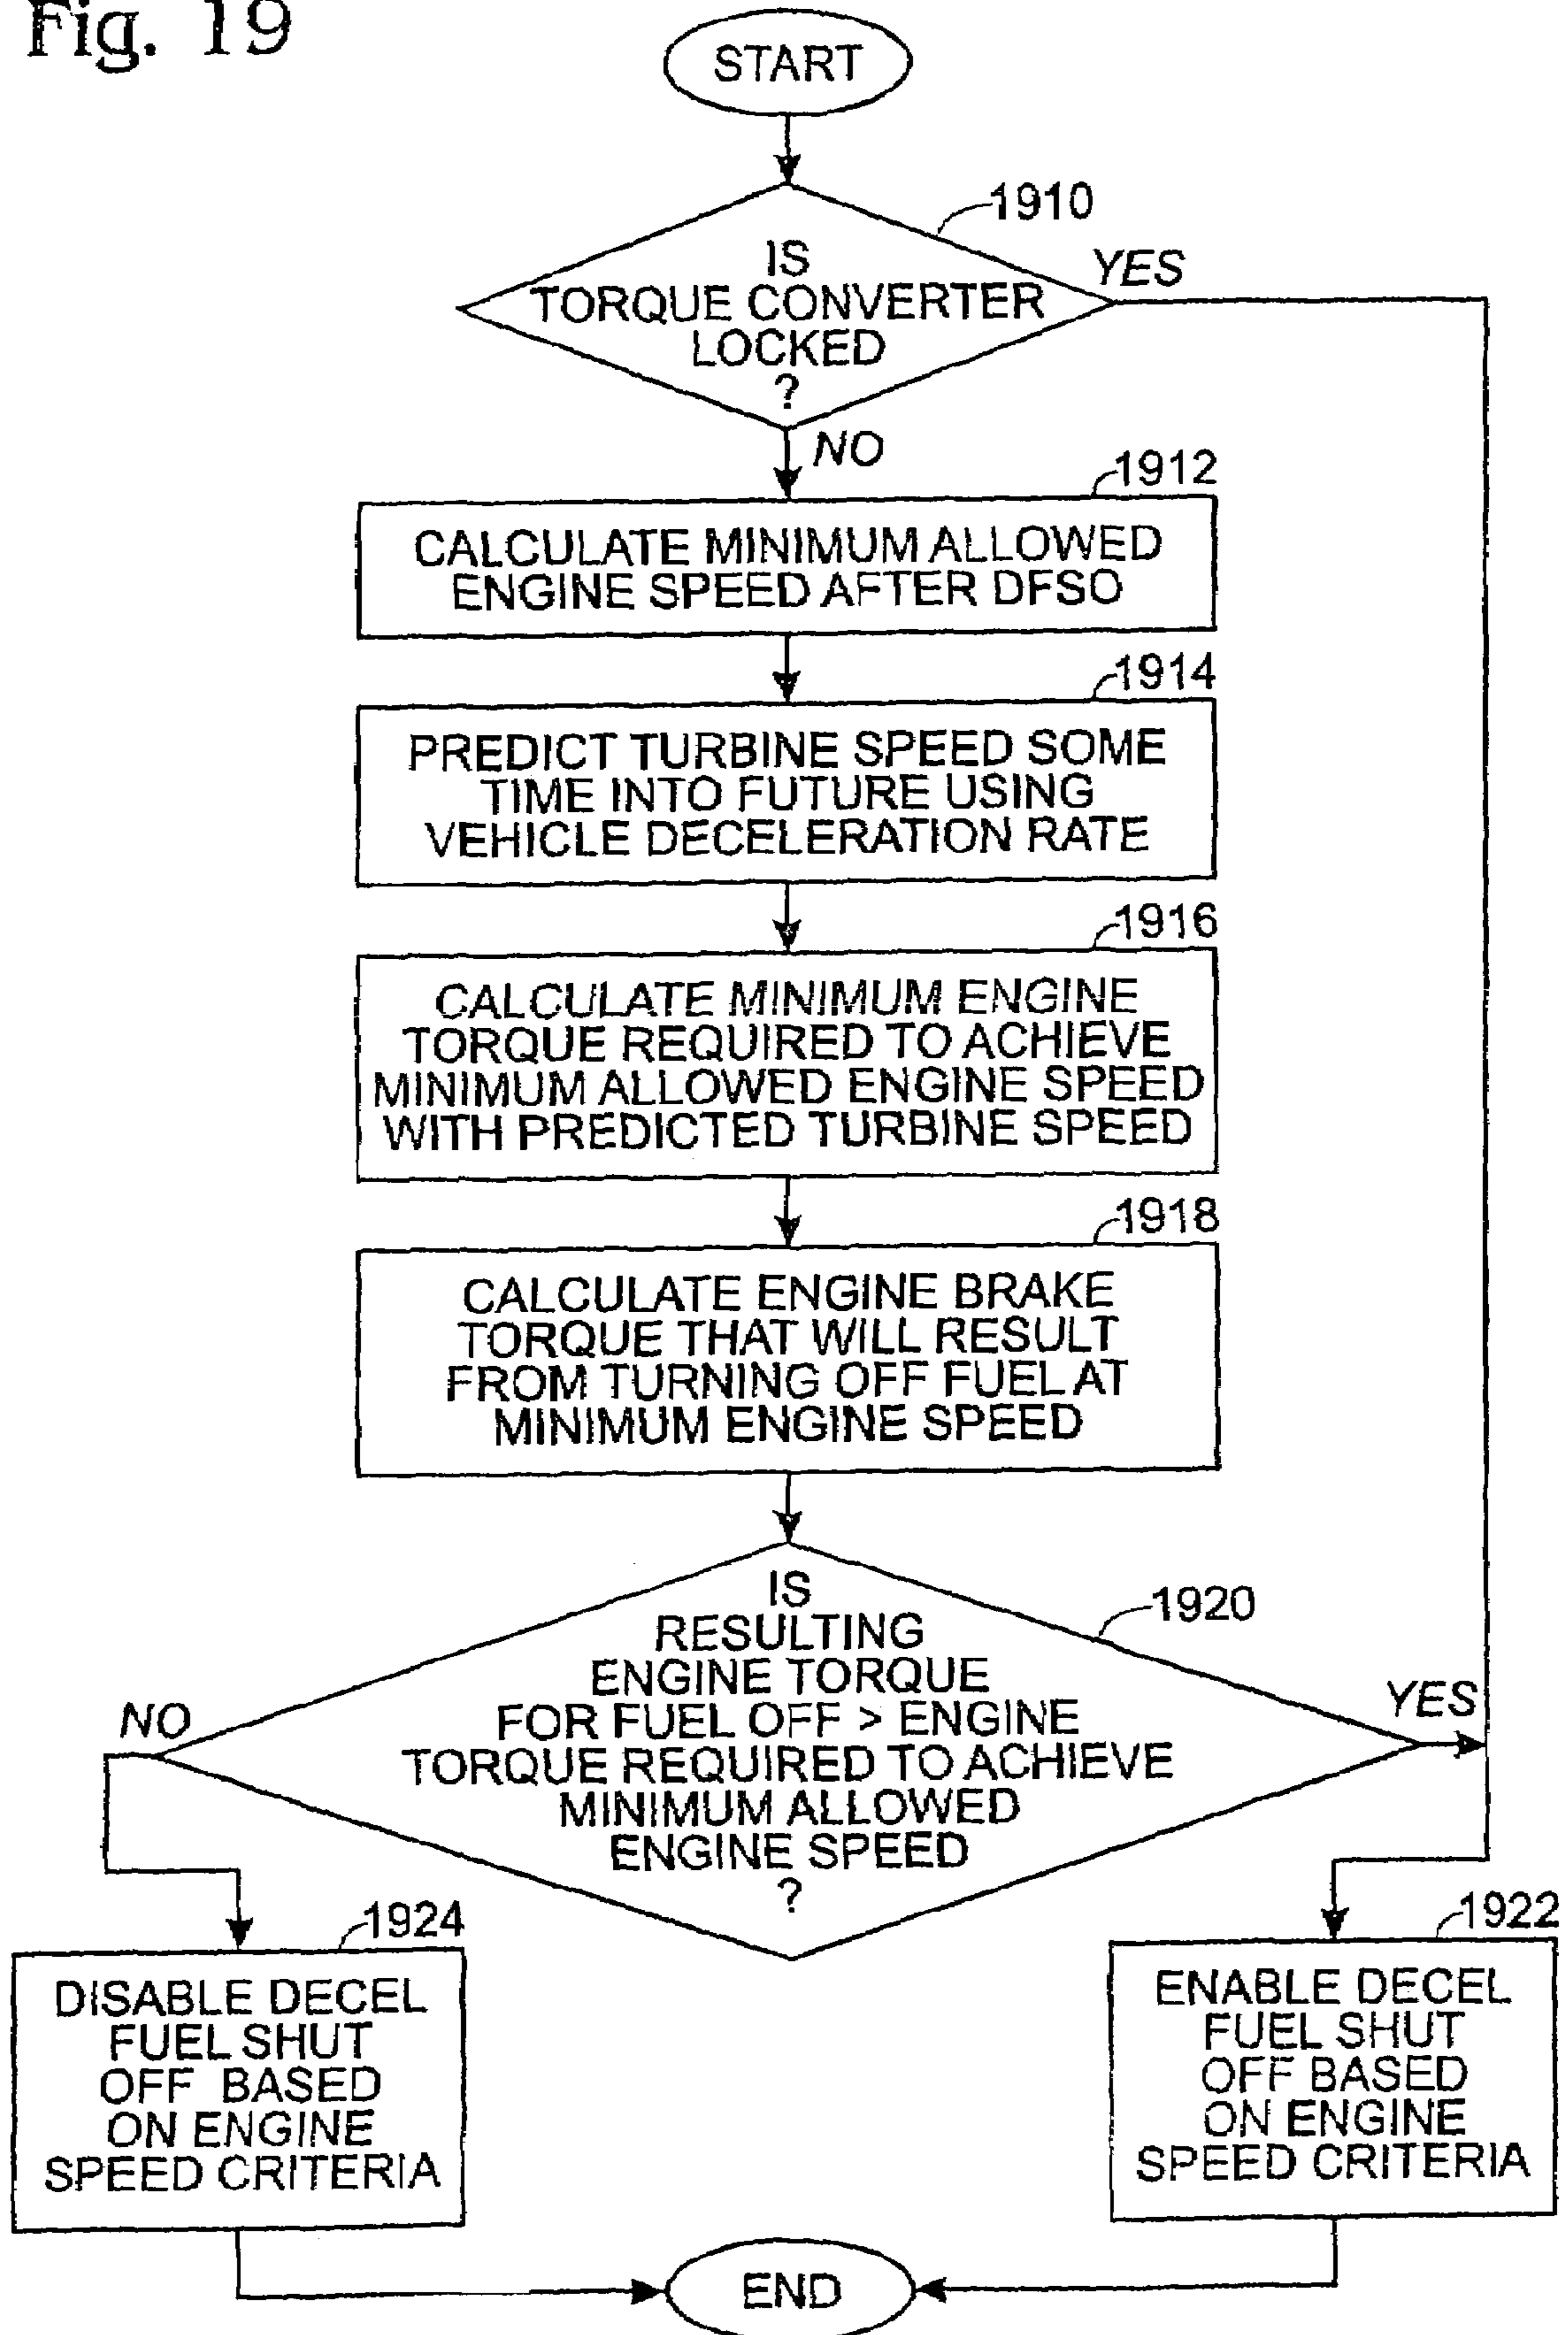 Fig. 19
START
1910
IS
TORQUE CONVERTER
LOCKED
?
YES
NO
1912
CALCULATE MINIMUM ALLOWED
ENGINE SPEED AFTER DFSO
1914
PREDICT TURBINE SPEED SOME
TIME INTO FUTURE USING
VEHICLE DECELERATION RATE
1916
CALCULATE MINIMUM ENGINE
TORQUE REQUIRED TO ACHIEVE
MINIMUM ALLOWED ENGINE SPEED
WITH PREDICTED TURBINE SPEED
1918
CALCULATE ENGINE BRAKE
TORQUE THAT WILL RESULT
FROM TURNING OFF FUEL AT
MINIMUM ENGINE SPEED
1920
IS
RESULTING
ENGINE TORQUE
FOR FUEL OFF > ENGINE
TORQUE REQUIRED TO ACHIEVE
MINIMUM ALLOWED
ENGINE SPEED
?
NO
YES
1924
DISABLE DECEL
FUEL SHUT
OFF BASED
ON ENGINE
SPEED CRITERIA
1922
ENABLE DECEL
FUEL SHUT
OFF BASED
ON ENGINE
SPEED CRITERIA
END